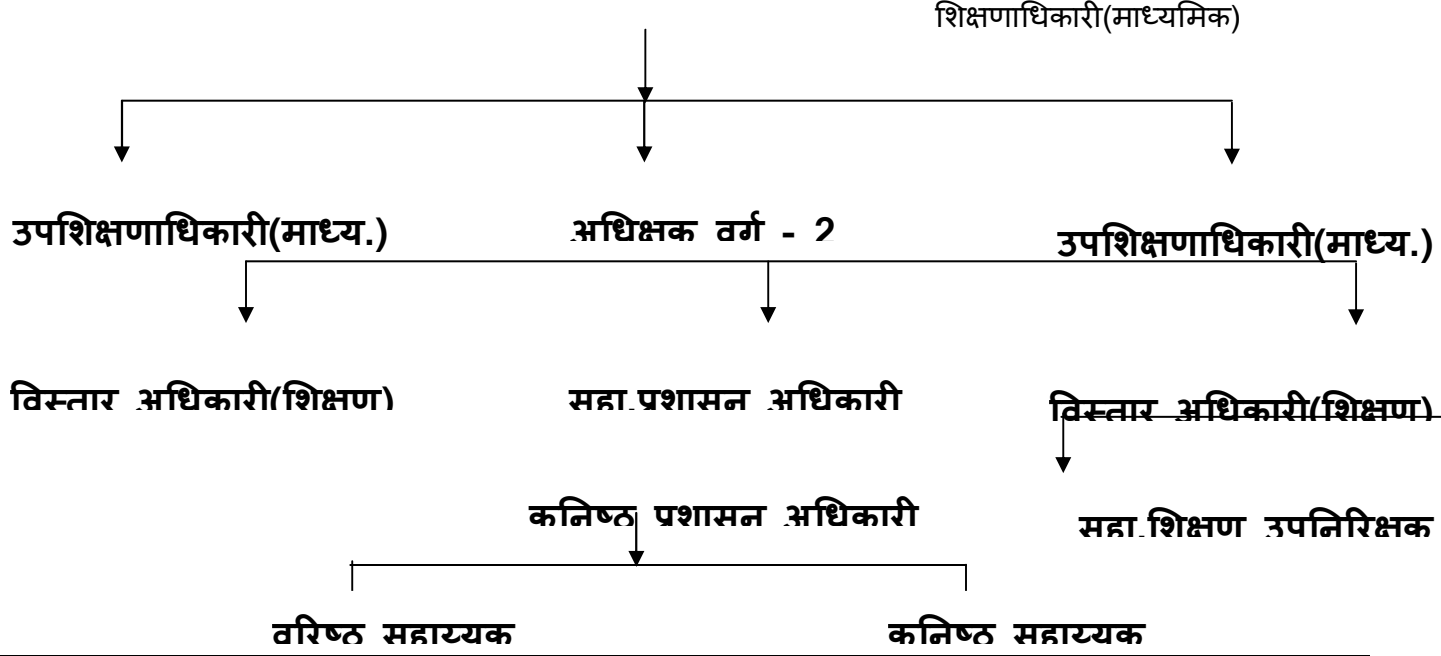 शिक्षणाधिकारी(माध्यमिक)
उपशिक्षणाधिकारी(माध्य.) अधिक्षक वर्ग - 2 उपशिक्षणाधिकारी(माध्य.)
विस्तार अधिकारी(शिक्षण) सहा.प्रशासन अधिकारी विस्तार अधिकारी(शिक्षण)
कनिष्ठ प्रशासन अधिकारी सहा.शिक्षण उपनिरिक्षक
वरिष्ठ सहाय्यक कनिष्ठ सहाय्यक